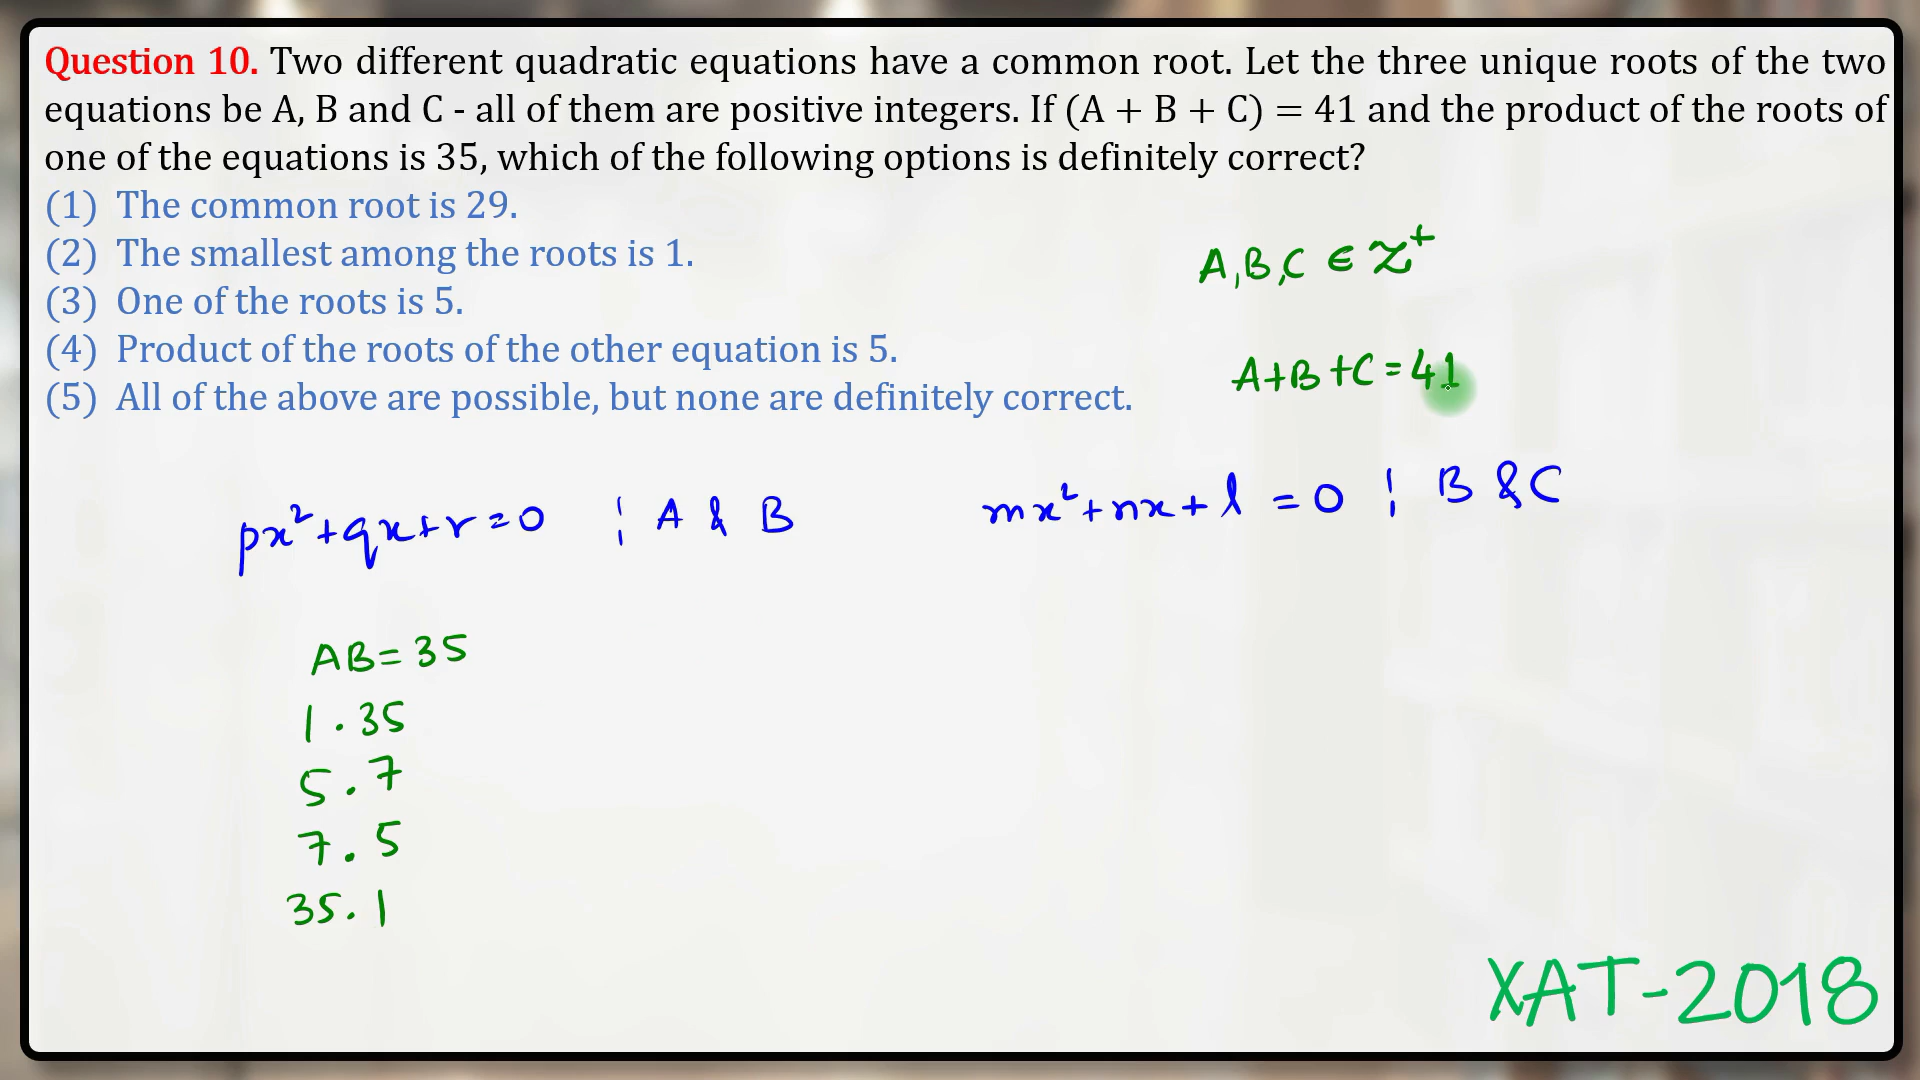 Question 10. Two different quadratic equations have a common root. Let the three unique roots of the two
equations be A, B and C - all of them are positive integers. If (A + B + C) = 41 and the product of the roots of
one of the equations is 35, which of the following options is definitely correct?
(1) The common root is 29.
(2) The smallest among the roots is 1.
(3) One of the roots is 5.
(4) Product of the roots of the other equation is 5.
(5) All of the above are possible, but none are definitely correct.
A,B,C ∈ Z⁺
A+B+C=41
px²+qx+r=0 ; A & B
mx²+nx+l=0 ; B & C
AB=35
1.35
5.7
7.5
35.1
XAT-2018